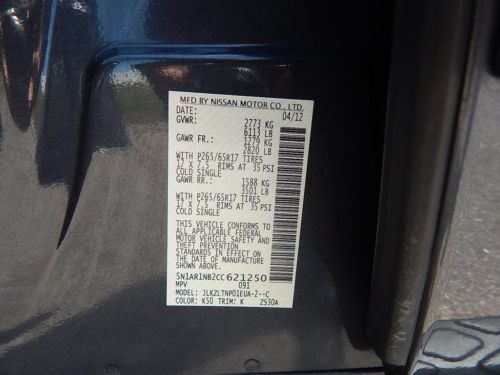 MFD BY NISSAN MOTOR CO., LTD.
DATE: 04/12
GVWR: 2773 KG
6113 LB
GAWR FR.: 1279 KG
2820 LB
WITH P265/65R17 TIRES
17 X 7.5 RIMS AT 35 PSI
COLD SINGLE
GAWR RR.: 1588 KG
3501 LB
WITH P265/65R17 TIRES
17 X 7.5 RIMS AT 35 PSI
COLD SINGLE
THIS VEHICLE CONFORMS TO
ALL APPLICABLE FEDERAL
MOTOR VEHICLE SAFETY AND
THEFT PREVENTION
STANDARDS IN EFFECT ON
THE DATE OF MANUFACTURE
SHOWN ABOVE.
5N1AR1NB2CC621250
MPV 091
MODEL: JLKZLTNP01EUA-2--C
COLOR: K50 TRIM: K ZS30A